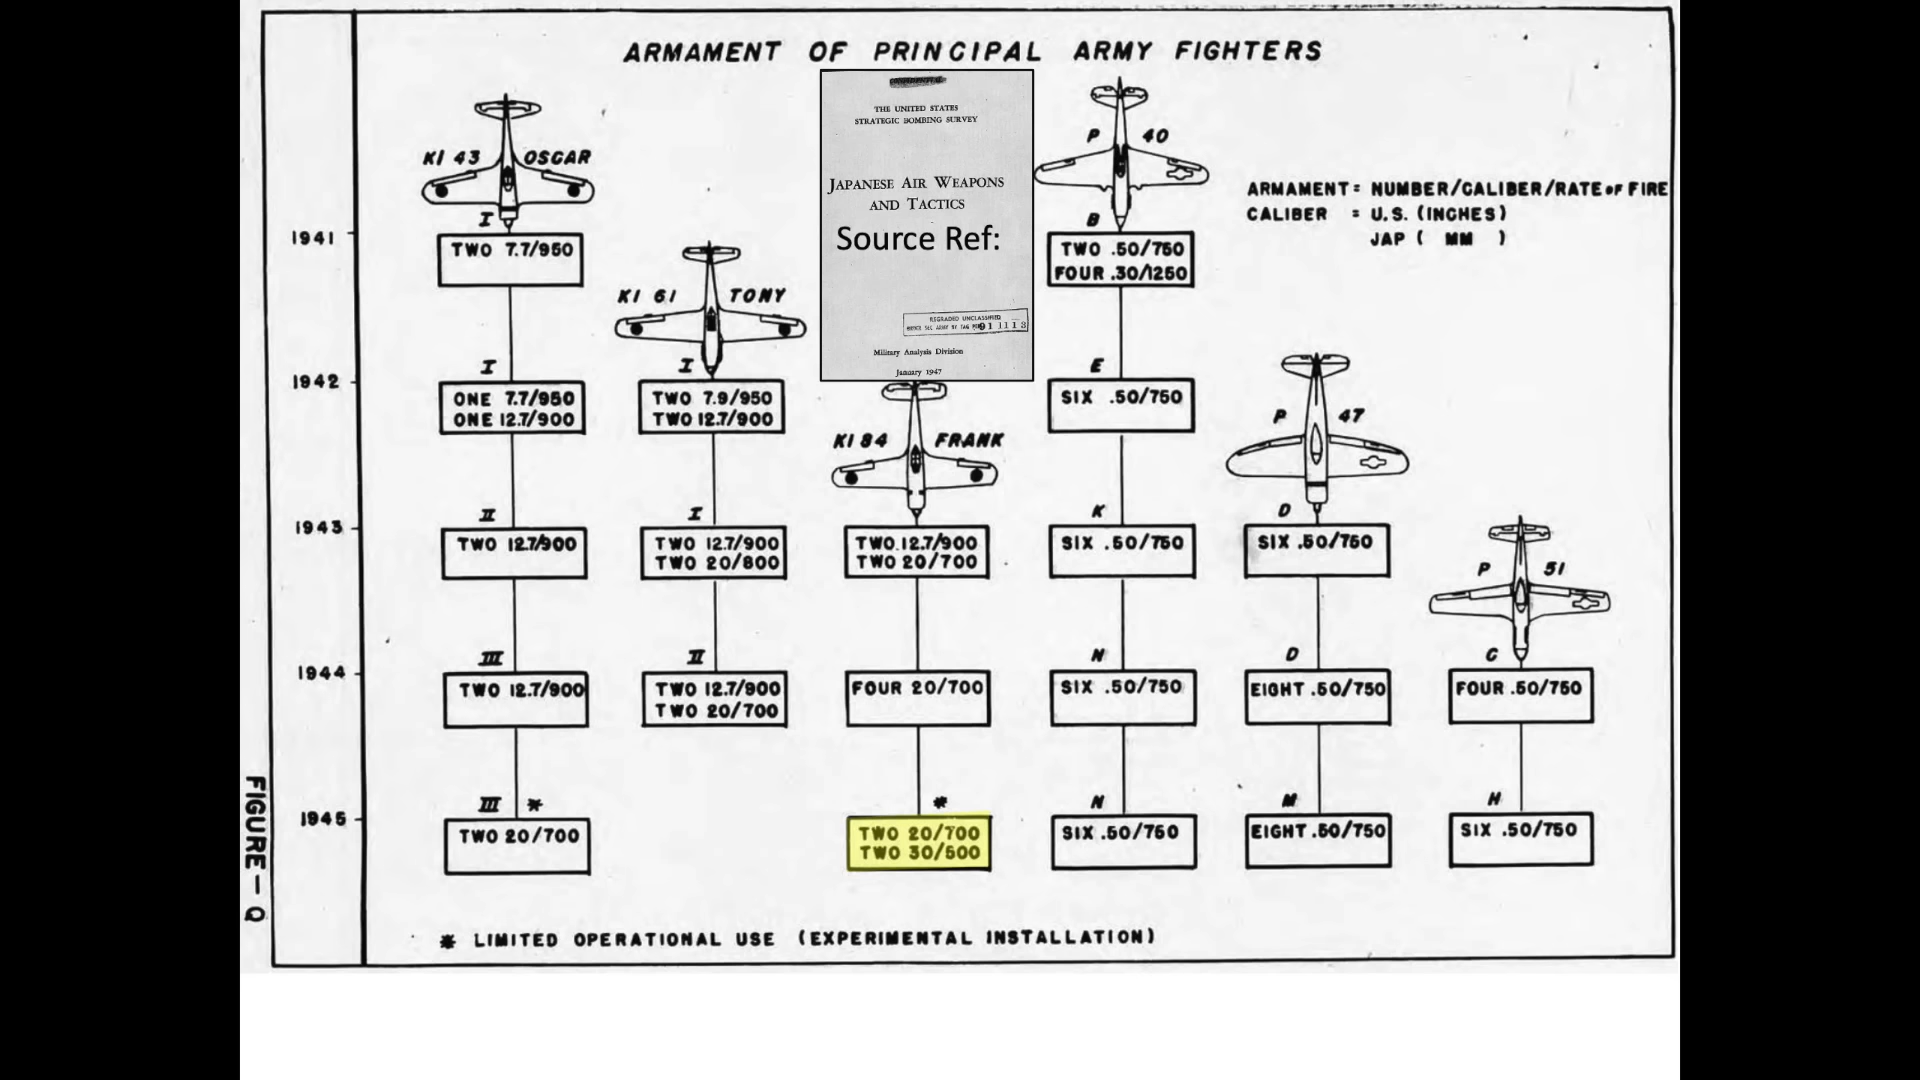 ARMAMENT OF PRINCIPAL ARMY FIGHTERS
THE UNITED STATES
STRATEGIC BOMBING SURVEY
JAPANESE AIR WEAPONS
AND TACTICS
Source Ref:
REGRADED UNCLASSIFIED
91 1113
Military Analysis Division
January 1947
ARMAMENT = NUMBER/CALIBER/RATE OF FIRE
CALIBER = U.S. (INCHES)
JAP ( MM )
KI 43 OSCAR
P 40
1941
I
TWO 7.7/950
B
TWO .50/750
FOUR .30/1250
KI 61 TONY
1942
I
ONE 7.7/950
ONE 12.7/900
I
TWO 7.9/950
TWO 12.7/900
E
SIX .50/750
KI 84 FRANK
P 47
1943
II
TWO 12.7/900
I
TWO 12.7/900
TWO 20/800
TWO 12.7/900
TWO 20/700
K
SIX .50/750
D
SIX .50/750
P 51
1944
III
TWO 12.7/900
II
TWO 12.7/900
TWO 20/700
FOUR 20/700
N
SIX .50/750
D
EIGHT .50/750
C
FOUR .50/750
1945
III *
TWO 20/700
*
TWO 20/700
TWO 30/500
N
SIX .50/750
M
EIGHT .50/750
H
SIX .50/750
* LIMITED OPERATIONAL USE (EXPERIMENTAL INSTALLATION)
FIGURE - Q